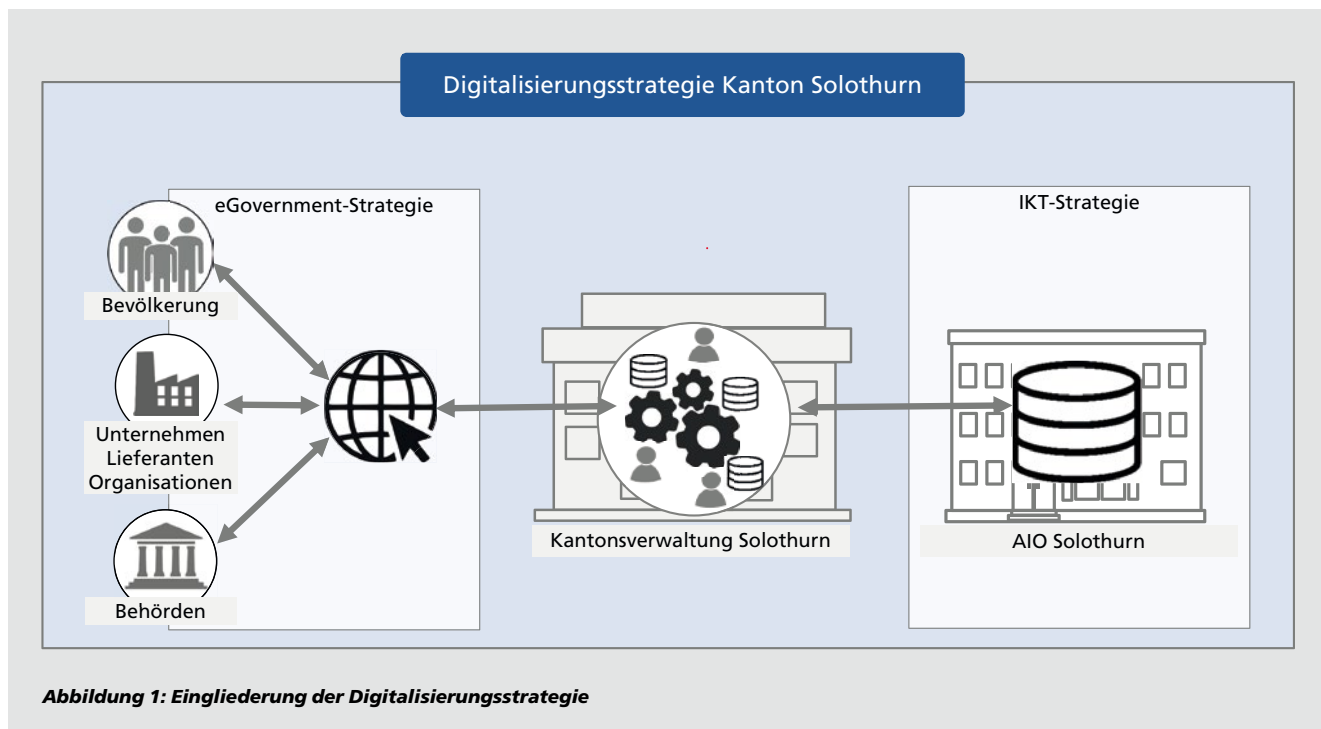 Digitalisierungsstrategie Kanton Solothurn
eGovernment-Strategie
IKT-Strategie
Bevölkerung
Unternehmen
Lieferanten
Organisationen
Behörden
Kantonsverwaltung Solothurn
AIO Solothurn
Abbildung 1: Eingliederung der Digitalisierungsstrategie